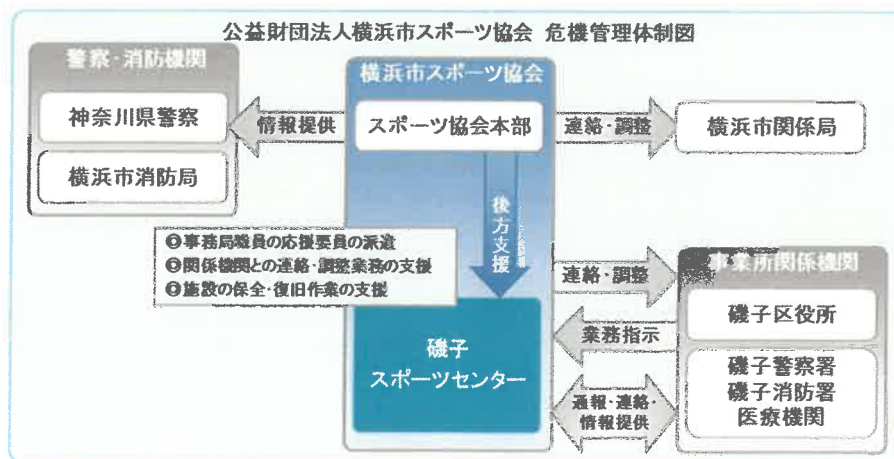 公益財団法人横浜市スポーツ協会 危機管理体制図
警察・消防機関
神奈川県警察
横浜市消防局
情報提供
横浜市スポーツ協会
スポーツ協会本部
連絡・調整
横浜市関係局
後方支援
事務局職員の応援要員の派遣
関係機関との連絡・調整業務の支援
施設の保全・復旧作業の支援
磯子
スポーツセンター
連絡・調整
業務指示
通報・連絡・
情報提供
事業所関係機関
磯子区役所
磯子警察署
磯子消防署
医療機関